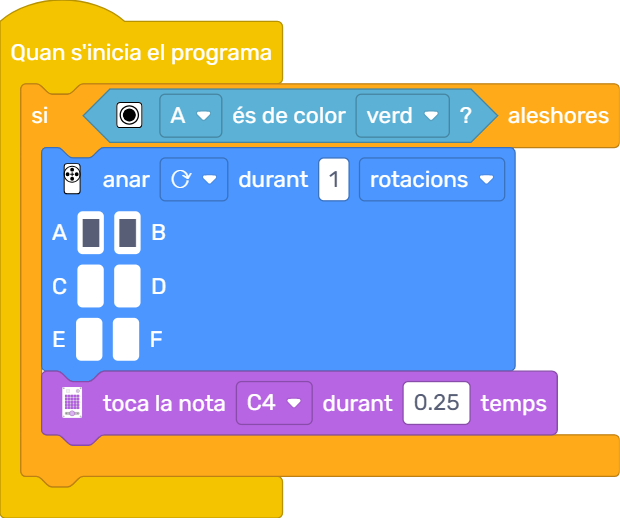 Quan s'inicia el programa
si A és de color verd ? aleshores
anar durant 1 rotacions
A B
C D
E F
toca la nota C4 durant 0.25 temps